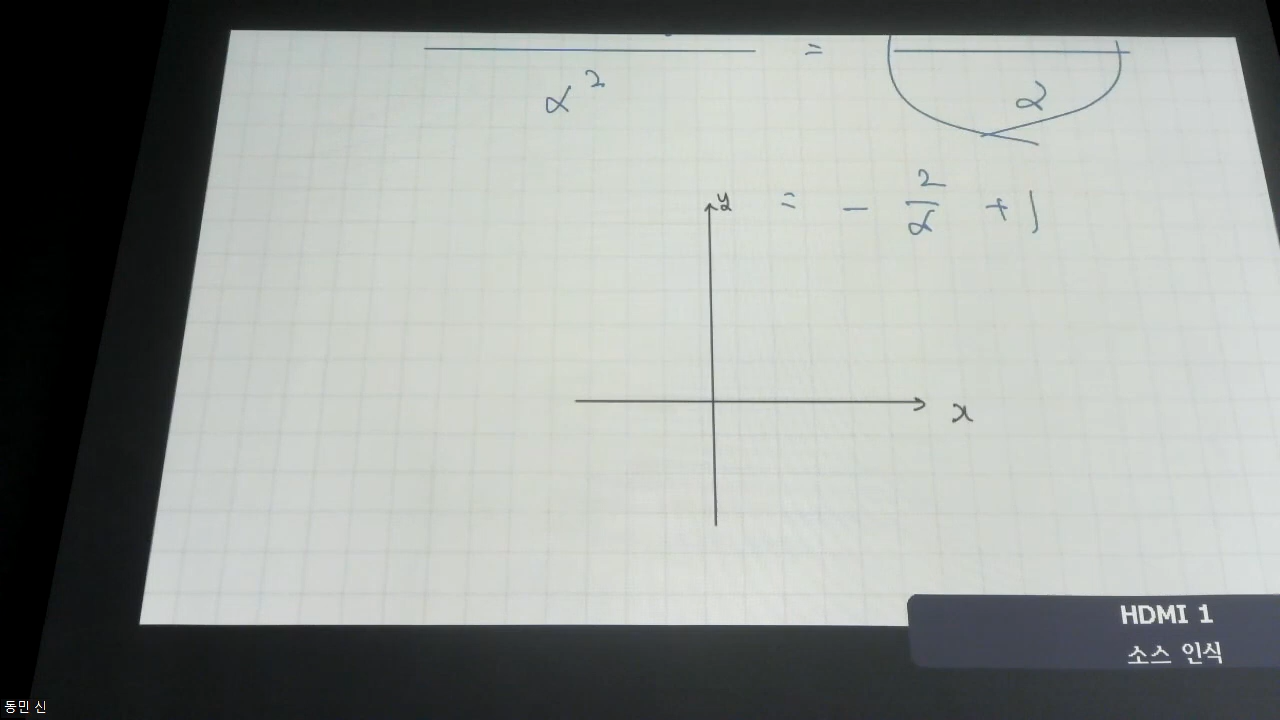 =
α² α
y = - 2/α + 1
x
HDMI 1
소스 인식
동민 신